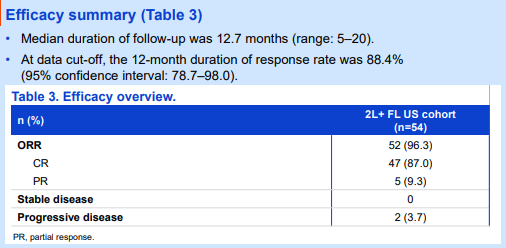 Efficacy summary (Table 3)
• Median duration of follow-up was 12.7 months (range: 5–20).
• At data cut-off, the 12-month duration of response rate was 88.4%
(95% confidence interval: 78.7–98.0).
Table 3. Efficacy overview.
n (%) 2L+ FL US cohort
(n=54)
ORR 52 (96.3)
CR 47 (87.0)
PR 5 (9.3)
Stable disease 0
Progressive disease 2 (3.7)
PR, partial response.